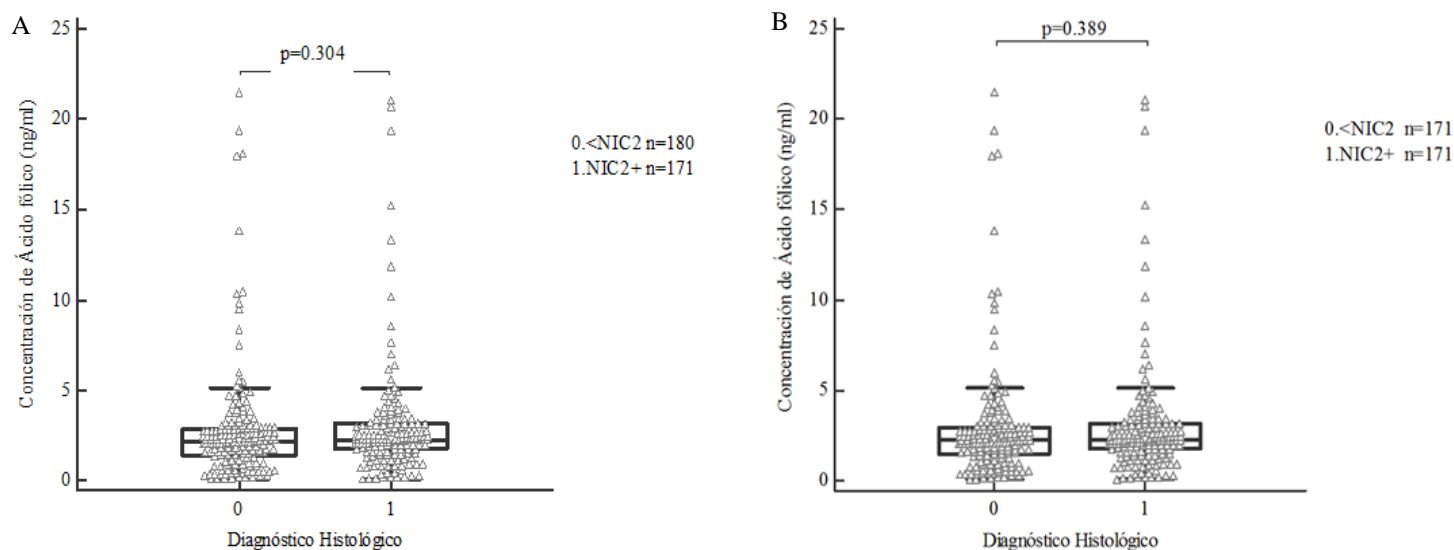 A
Concentración de Ácido fólico (ng/ml)
25
20
15
10
5
0
p=0.304
0.<NIC2 n=180
1.NIC2+ n=171
0
1
Diagnóstico Histológico
B
Concentración de Ácido fólico (ng/ml)
25
20
15
10
5
0
p=0.389
0.<NIC2 n=171
1.NIC2+ n=171
0
1
Diagnóstico Histológico